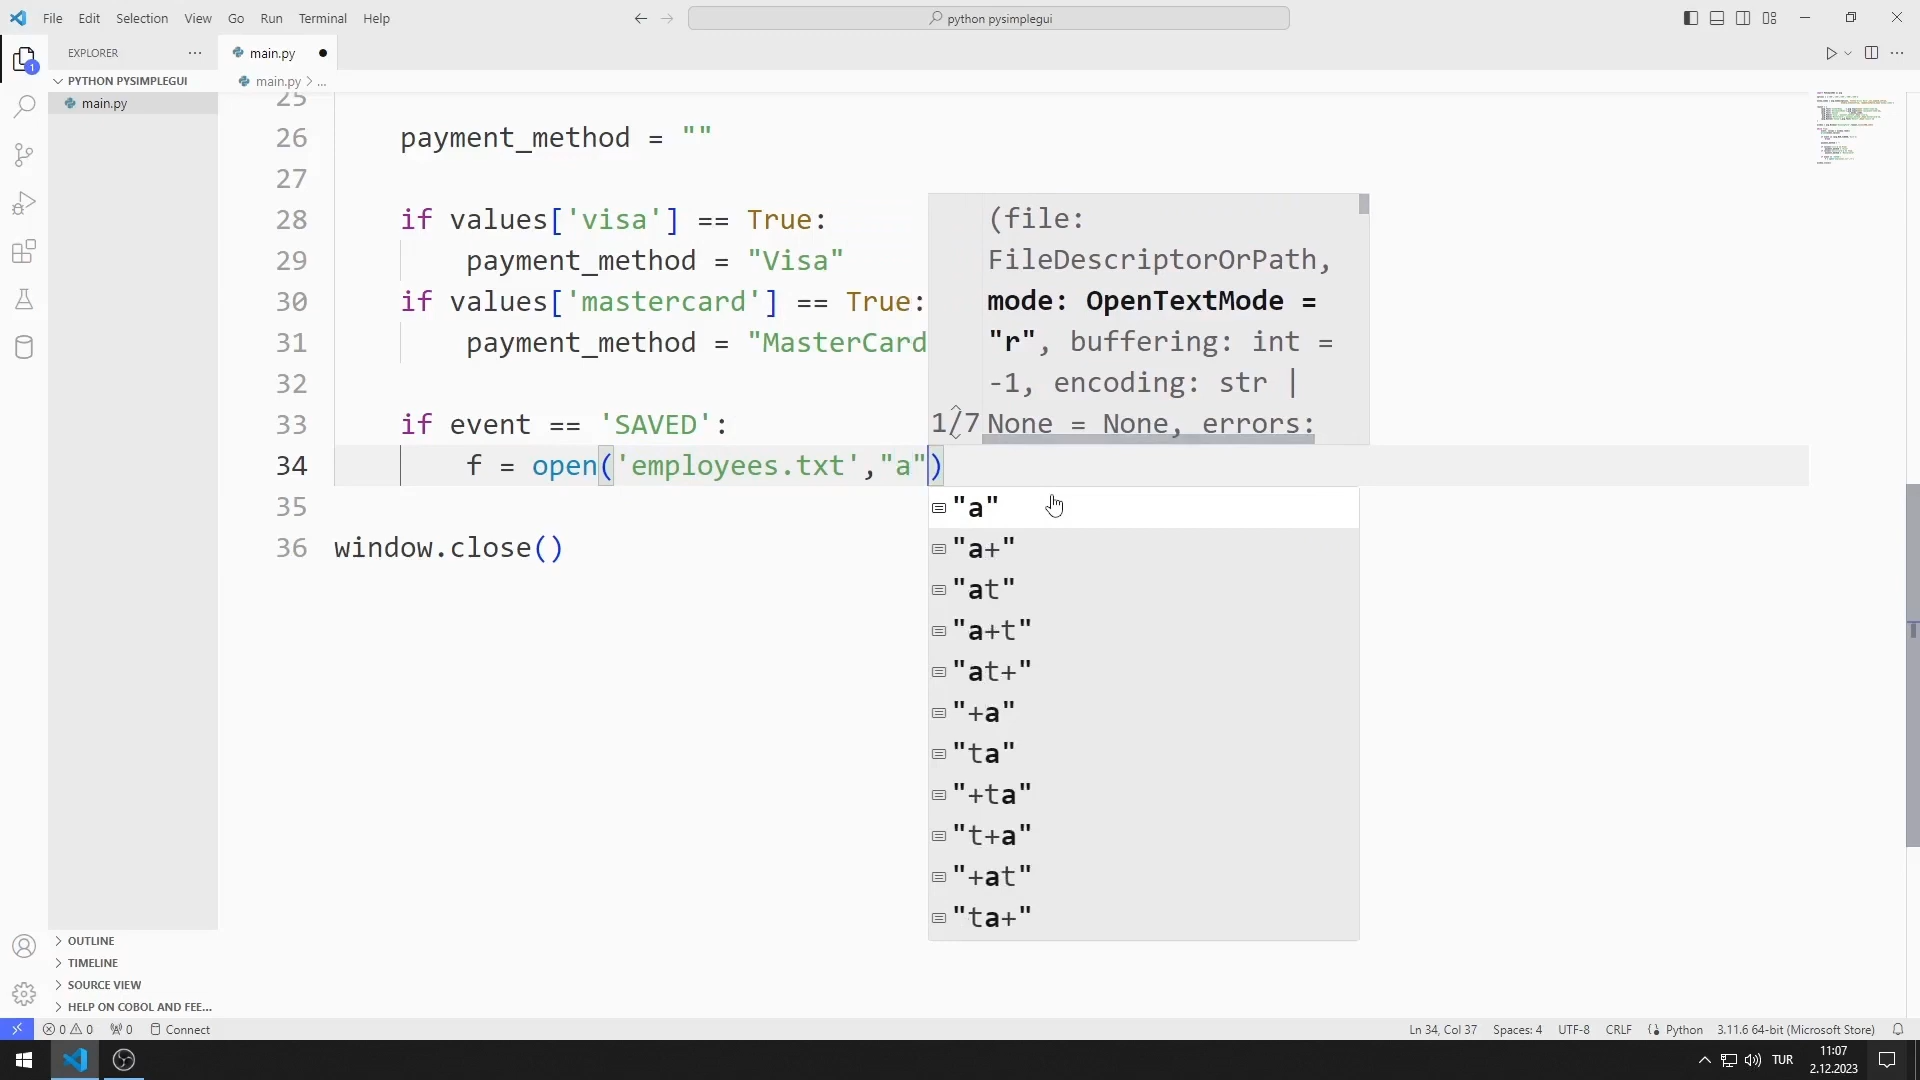 File Edit Selection View Go Run Terminal Help
python pysimplegui
EXPLORER
main.py
PYTHON PYSIMPLEGUI
main.py > ...
main.py
25
26 payment_method = ""
27
28 if values['visa'] == True:
29 payment_method = "Visa"
30 if values['mastercard'] == True:
31 payment_method = "MasterCard
32
33 if event == 'SAVED':
34 f = open('employees.txt',"a")
35
36 window.close()
(file:
FileDescriptorOrPath,
mode: OpenTextMode =
"r", buffering: int =
-1, encoding: str |
1/7 None = None, errors:
"a"
"a+"
"at"
"a+t"
"at+"
"+a"
"ta"
"+ta"
"t+a"
"+at"
"ta+"
OUTLINE
TIMELINE
SOURCE VIEW
HELP ON COBOL AND FEE...
1
0 0 0 Connect
Ln 34, Col 37 Spaces: 4 UTF-8 CRLF Python 3.11.6 64-bit (Microsoft Store)
TUR
11:07
2.12.2023